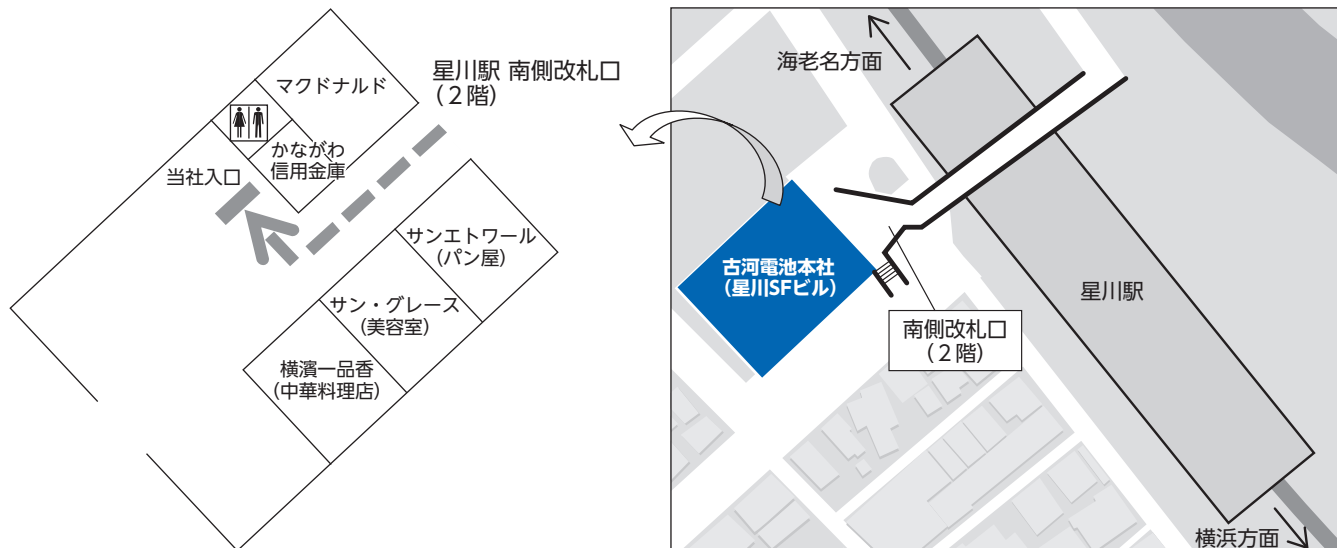 マクドナルド
かながわ
信用金庫
当社入口
星川駅 南側改札口
（２階）
サンエトワール
（パン屋）
サン・グレース
（美容室）
横濱一品香
（中華料理店）
海老名方面
古河電池本社
（星川SFビル）
南側改札口
（２階）
星川駅
横浜方面